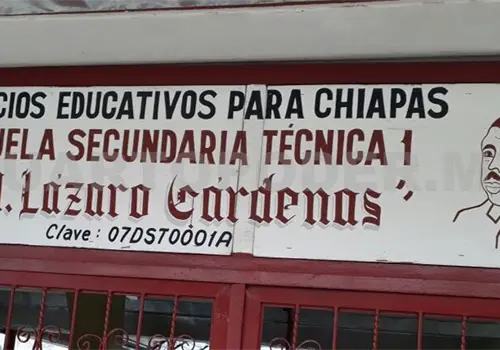 CIOS EDUCATIVOS PARA CHIAPAS
UELA SECUNDARIA TÉCNICA 1
. Lázaro Cárdenas"
Clave: 07DST0001A